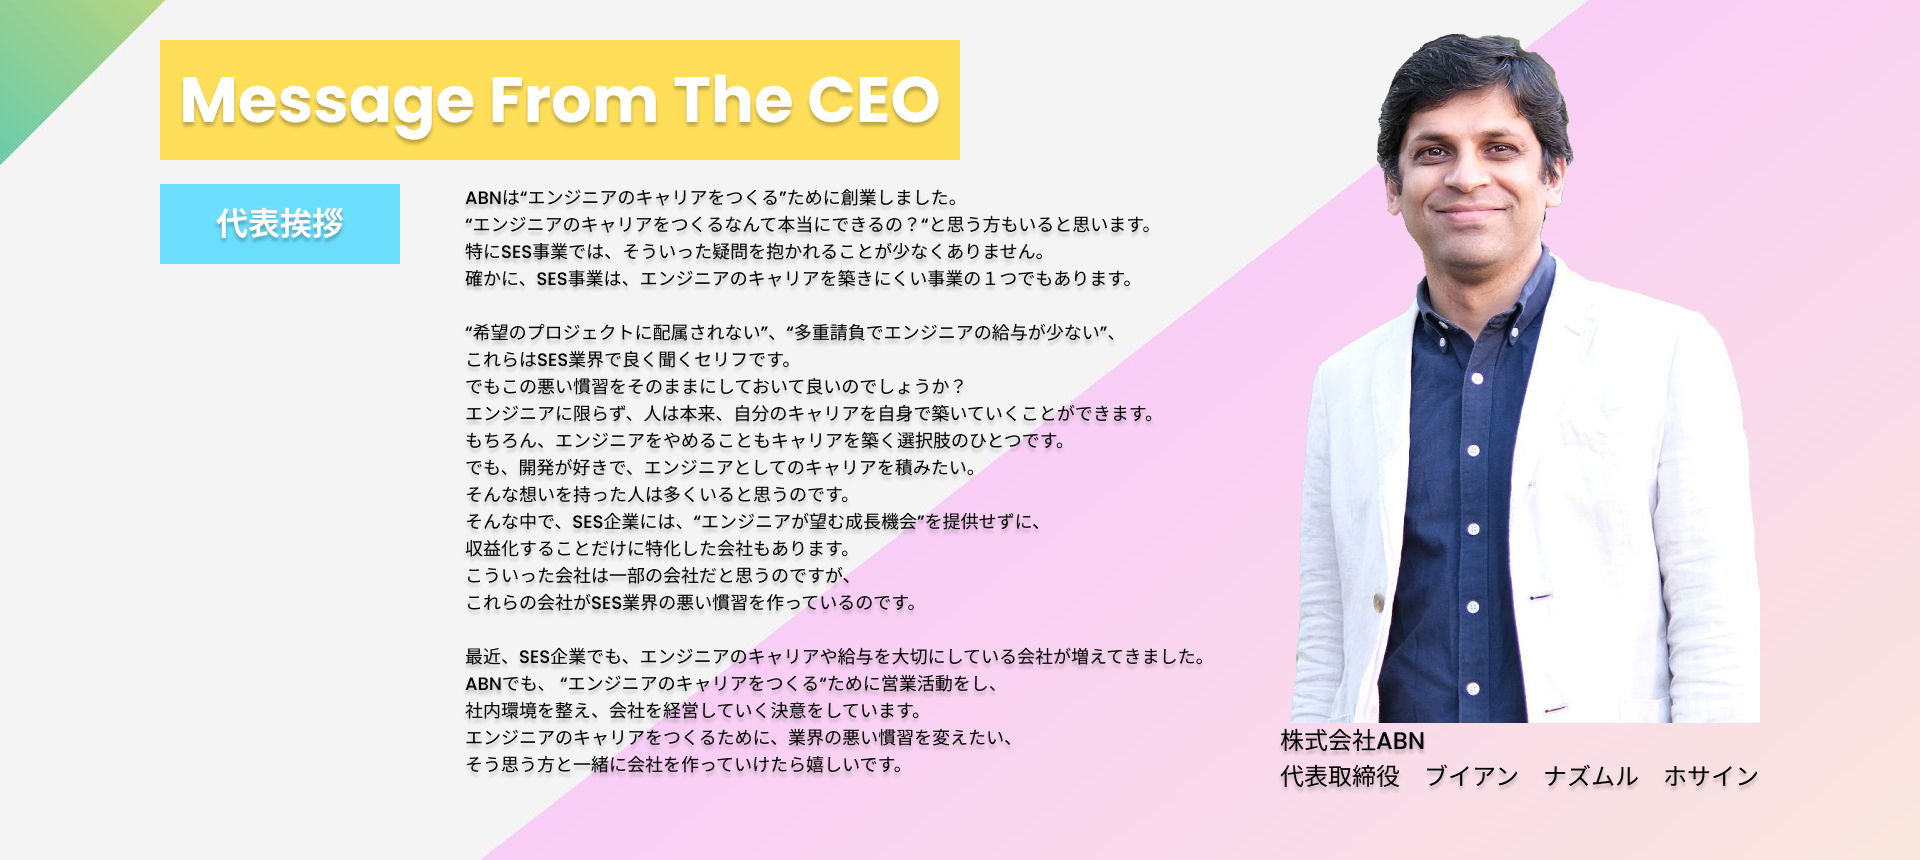 Message From The CEO
代表挨拶
ABNは“エンジニアのキャリアをつくる”ために創業しました。
“エンジニアのキャリアをつくるなんて本当にできるの？“と思う方もいると思います。
特にSES事業では、そういった疑問を抱かれることが少なくありません。
確かに、SES事業は、エンジニアのキャリアを築きにくい事業の１つでもあります。
“希望のプロジェクトに配属されない”、“多重請負でエンジニアの給与が少ない”、
これらはSES業界で良く聞くセリフです。
でもこの悪い慣習をそのままにしておいて良いのでしょうか？
エンジニアに限らず、人は本来、自分のキャリアを自身で築いていくことができます。
もちろん、エンジニアをやめることもキャリアを築く選択肢のひとつです。
でも、開発が好きで、エンジニアとしてのキャリアを積みたい。
そんな想いを持った人は多くいると思うのです。
そんな中で、SES企業には、“エンジニアが望む成長機会”を提供せずに、
収益化することだけに特化した会社もあります。
こういった会社は一部の会社だと思うのですが、
これらの会社がSES業界の悪い慣習を作っているのです。
最近、SES企業でも、エンジニアのキャリアや給与を大切にしている会社が増えてきました。
ABNでも、 “エンジニアのキャリアをつくる“ために営業活動をし、
社内環境を整え、会社を経営していく決意をしています。
エンジニアのキャリアをつくるために、業界の悪い慣習を変えたい、
そう思う方と一緒に会社を作っていけたら嬉しいです。
株式会社ABN
代表取締役　ブイアン　ナズムル　ホサイン